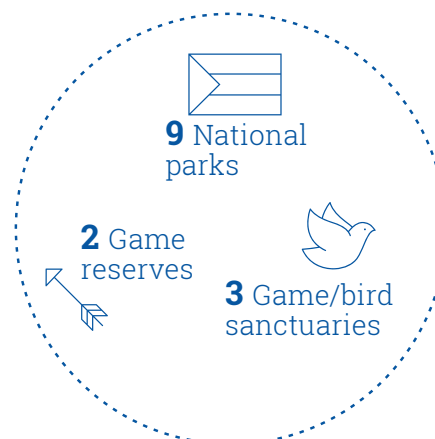 9 National
parks
2 Game
reserves
3 Game/bird
sanctuaries